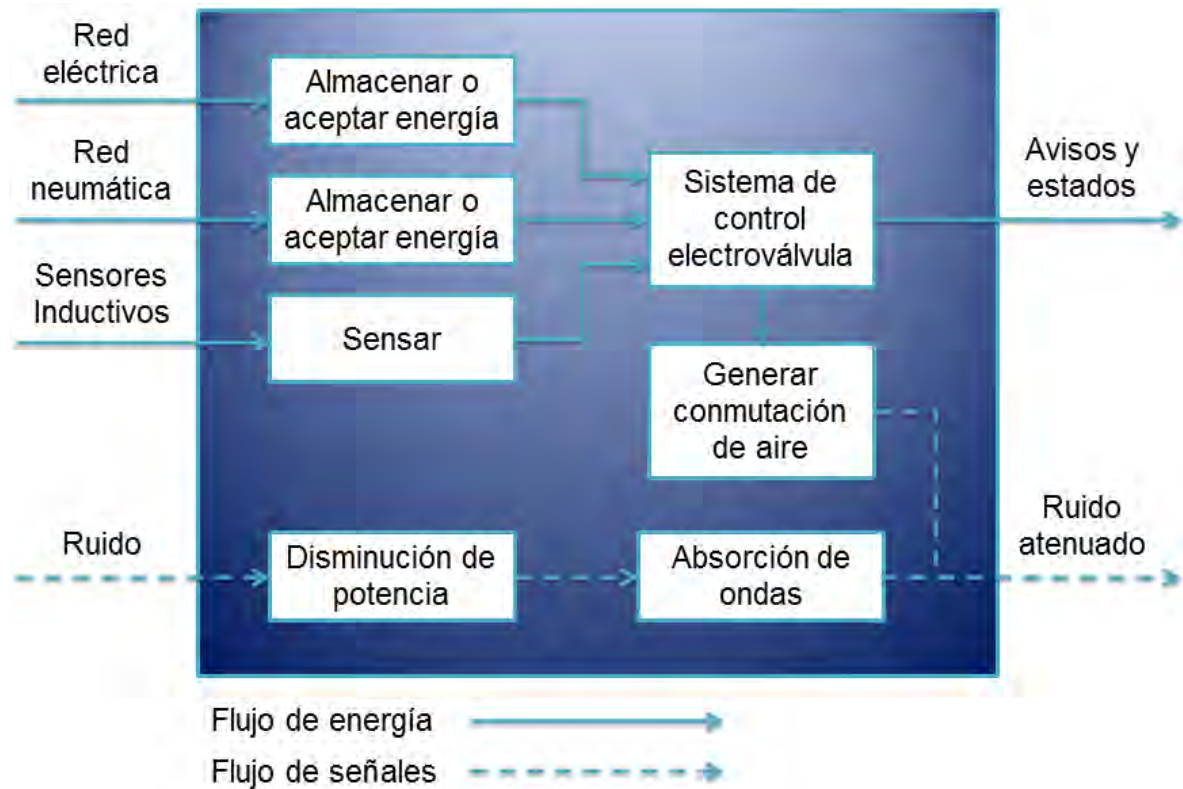 Red
eléctrica
Almacenar o
aceptar energía
Red
neumática
Almacenar o
aceptar energía
Sensores
Inductivos
Sensar
Sistema de
control
electroválvula
Avisos y
estados
Generar
conmutación
de aire
Ruido
Disminución de
potencia
Absorción de
ondas
Ruido
atenuado
Flujo de energía
Flujo de señales